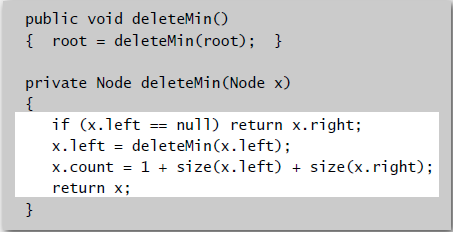 public void deleteMin()
{  root = deleteMin(root);  }

private Node deleteMin(Node x)
{
   if (x.left == null) return x.right;
   x.left = deleteMin(x.left);
   x.count = 1 + size(x.left) + size(x.right);
   return x;
}